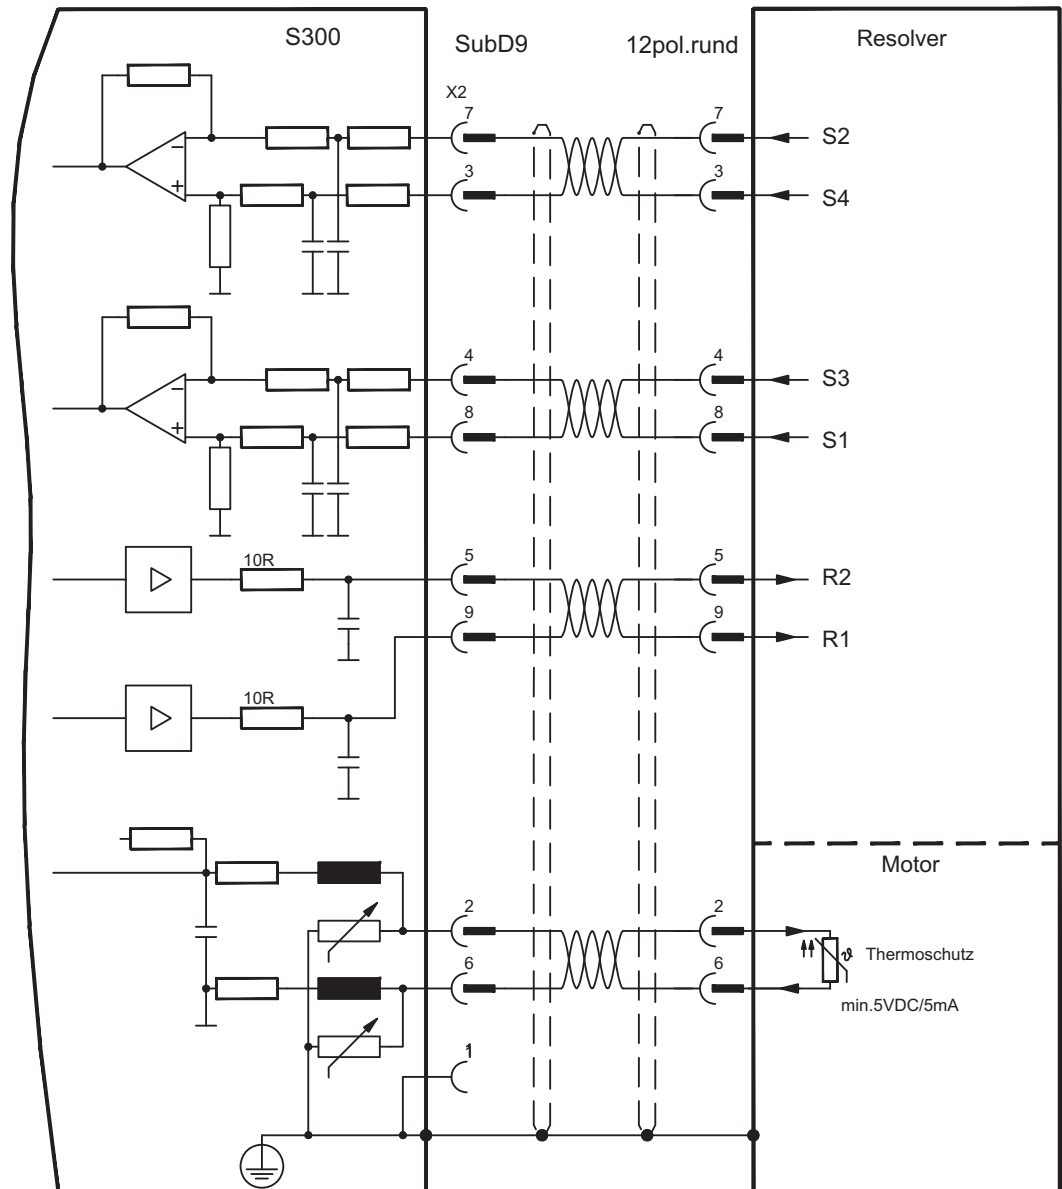 S300 SubD9 12pol.rund Resolver
X2
7 7
S2
− 3 3
+ S4
4 4
S3
− 8 8
+ S1
10R 5 5
R2
9 9
R1
10R
Motor
2 2
ϑ Thermoschutz
6 6
min.5VDC/5mA
1